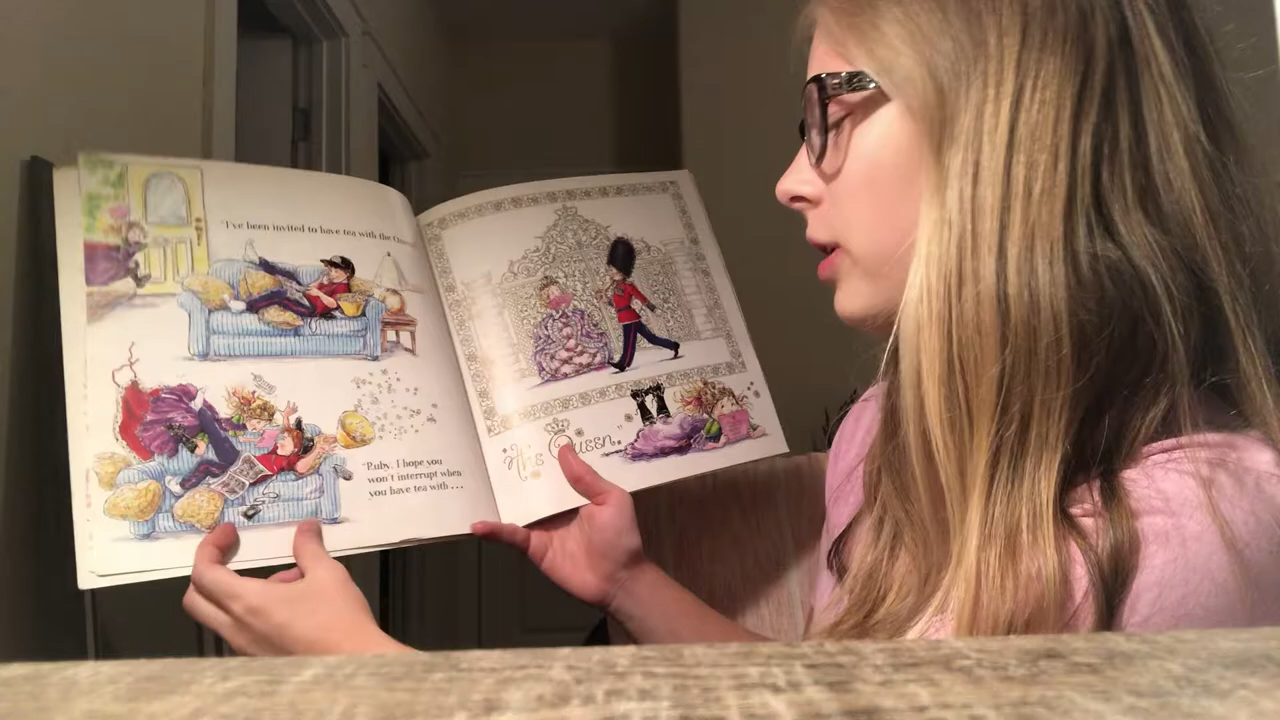 "I've been invited to have tea with the Queen."
"Ruby, I hope you
won't interrupt when
you have tea with . . .
the Queen."